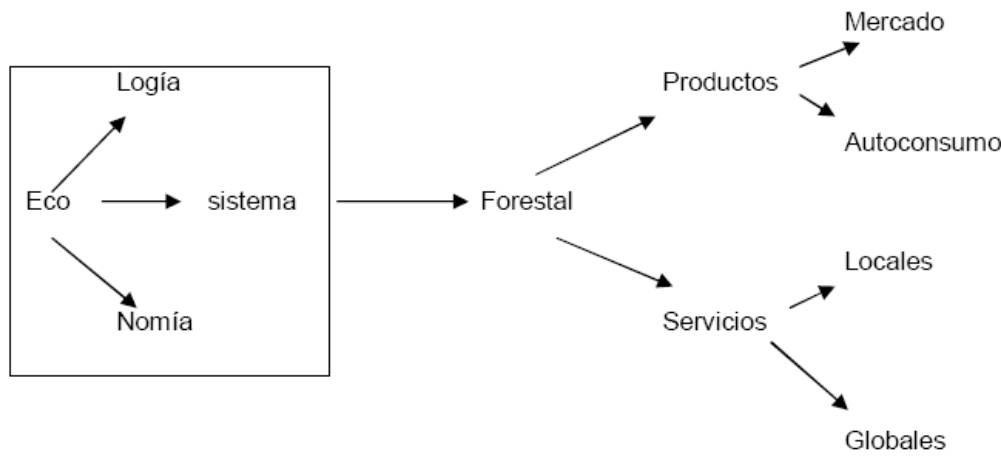 Mercado
Logía
Productos
Autoconsumo
Eco
sistema
Forestal
Locales
Nomía
Servicios
Globales